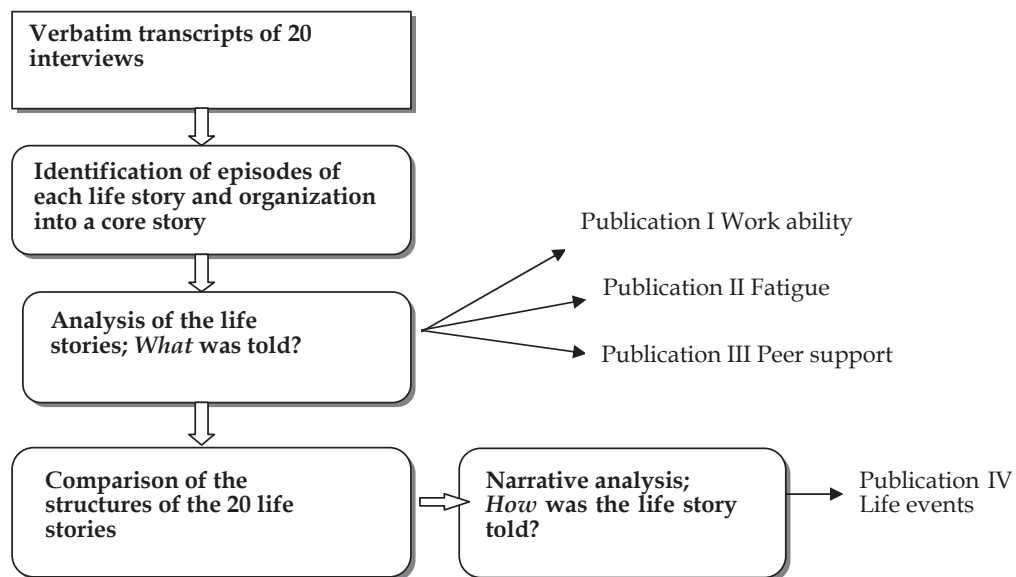 Verbatim transcripts of 20
interviews
Identification of episodes of
each life story and organization
into a core story
Publication I Work ability
Publication II Fatigue
Analysis of the life
stories; What was told?
Publication III Peer support
Comparison of the
structures of the 20 life
stories
Narrative analysis;
How was the life story
told?
Publication IV
Life events